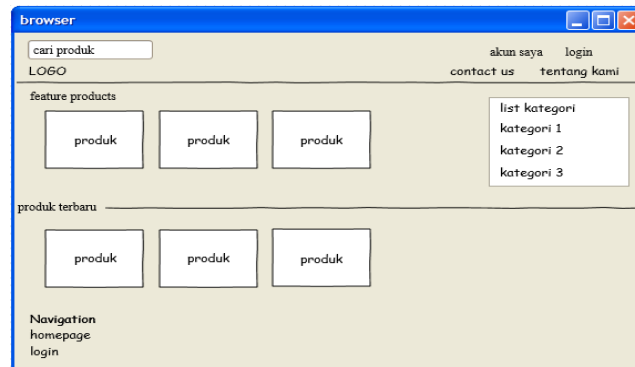 browser
cari produk
akun saya login
LOGO
contact us tentang kami
feature products
produk produk produk
list kategori
kategori 1
kategori 2
kategori 3
produk terbaru
produk produk produk
Navigation
homepage
login